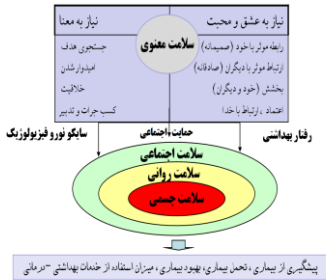 نیاز به عشق و محبت
رابطه موثر با خود (صمیمانه)
ارتباط موثر با دیگران (صادقانه)
بخشش (خود و دیگران)
اعتماد ، ارتباط با خدا
سلامت معنوی
نیاز به معنا
جستجوی هدف
امیدوار شدن
خلاقیت
کسب جرات و تدبیر
رفتار بهداشتی
حمایت اجتماعی
سایکو نورو فیزیولوژیک
سلامت اجتماعی
سلامت روانی
سلامت جسمی
پیشگیری از بیماری ، تحمل بیماری، بهبود بیماری ، میزان استفاده از خدمات بهداشتی -درمانی